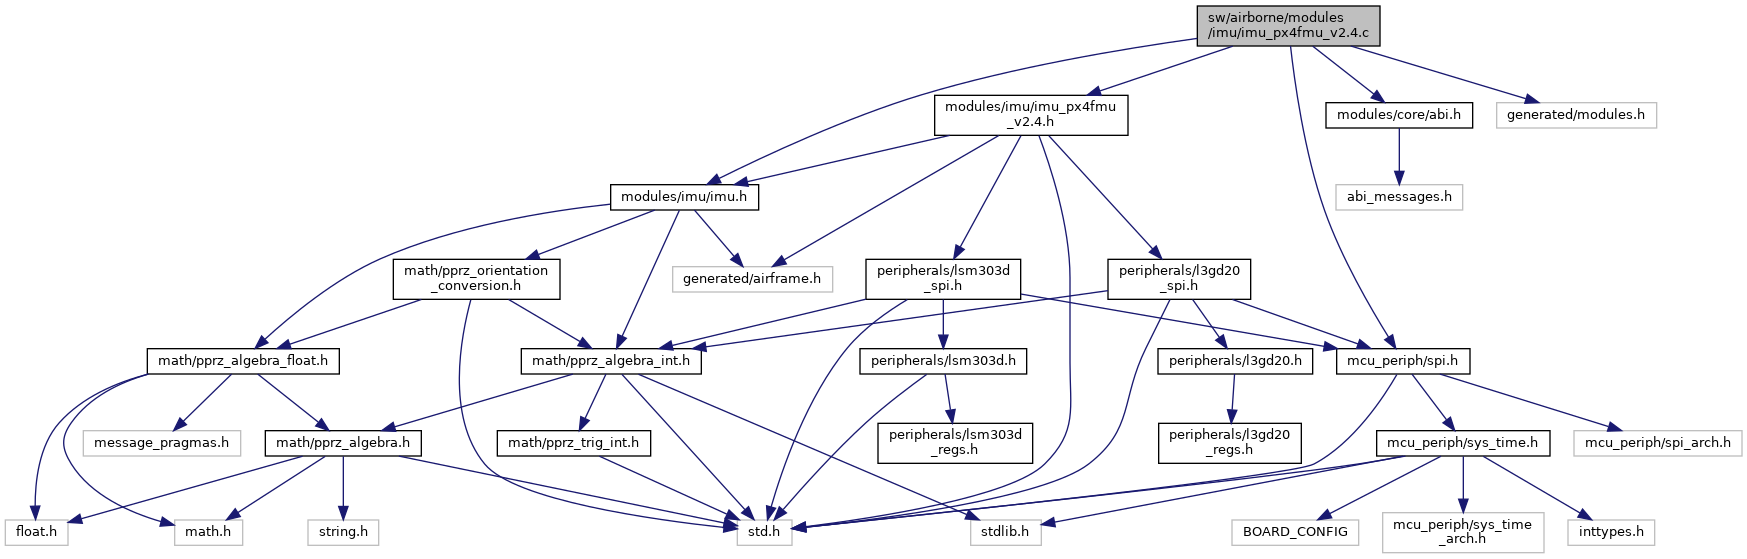 sw/airborne/modules
/imu/imu_px4fmu_v2.4.c
modules/imu/imu_px4fmu
_v2.4.h
modules/core/abi.h
generated/modules.h
modules/imu/imu.h
abi_messages.h
math/pprz_orientation
_conversion.h
generated/airframe.h
peripherals/lsm303d
_spi.h
peripherals/l3gd20
_spi.h
math/pprz_algebra_float.h
math/pprz_algebra_int.h
peripherals/lsm303d.h
peripherals/l3gd20.h
mcu_periph/spi.h
message_pragmas.h
math/pprz_algebra.h
math/pprz_trig_int.h
peripherals/lsm303d
_regs.h
peripherals/l3gd20
_regs.h
mcu_periph/sys_time.h
mcu_periph/spi_arch.h
float.h
math.h
string.h
std.h
stdlib.h
BOARD_CONFIG
mcu_periph/sys_time
_arch.h
inttypes.h